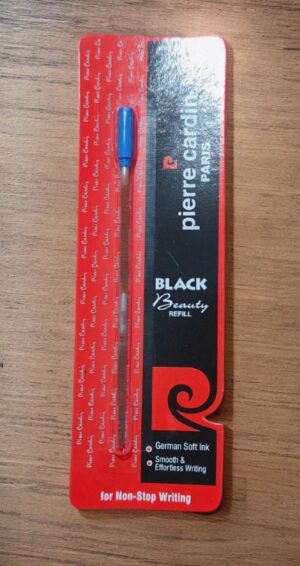 pierre cardin
PARIS
BLACK
Beauty
REFILL
German Soft Ink
Smooth &
Effortless Writing
for Non-Stop Writing